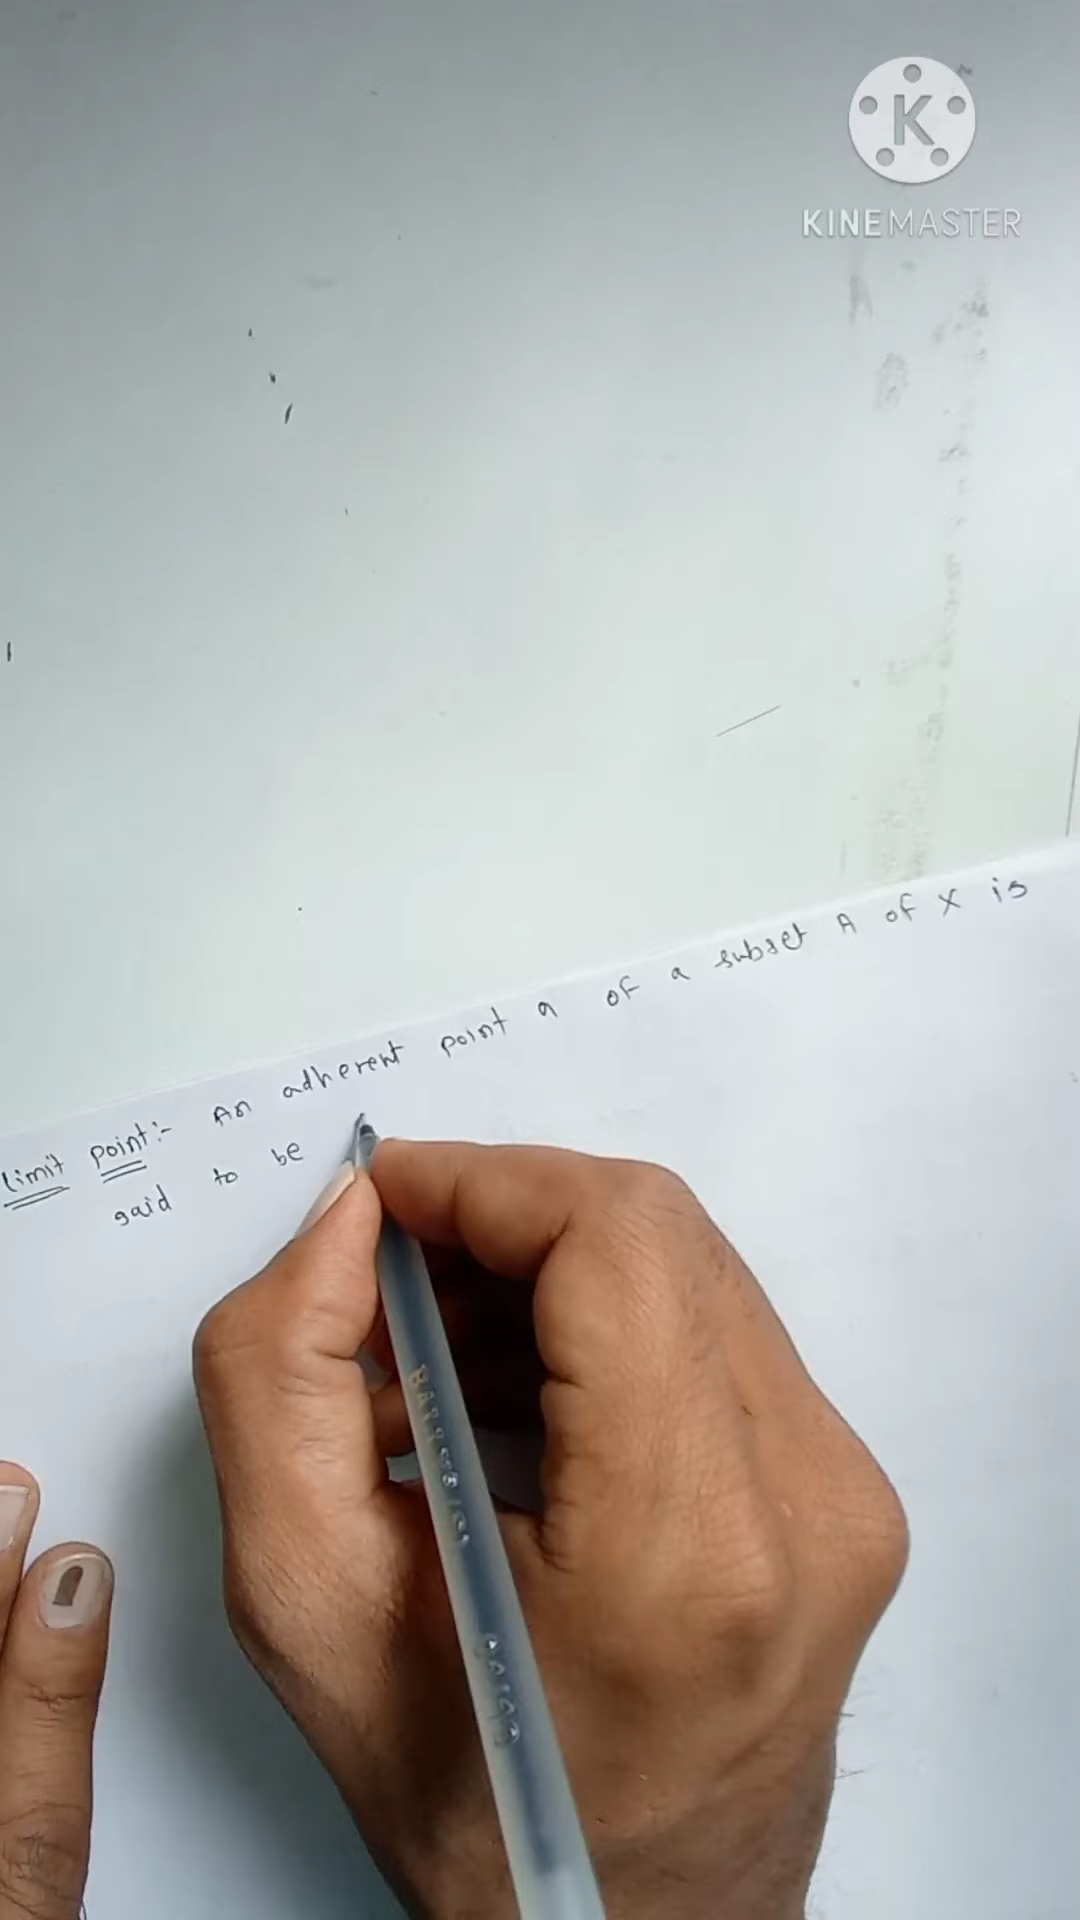 K
KINEMASTER
limit point:- An adherent point a of a subset A of X is
said to be